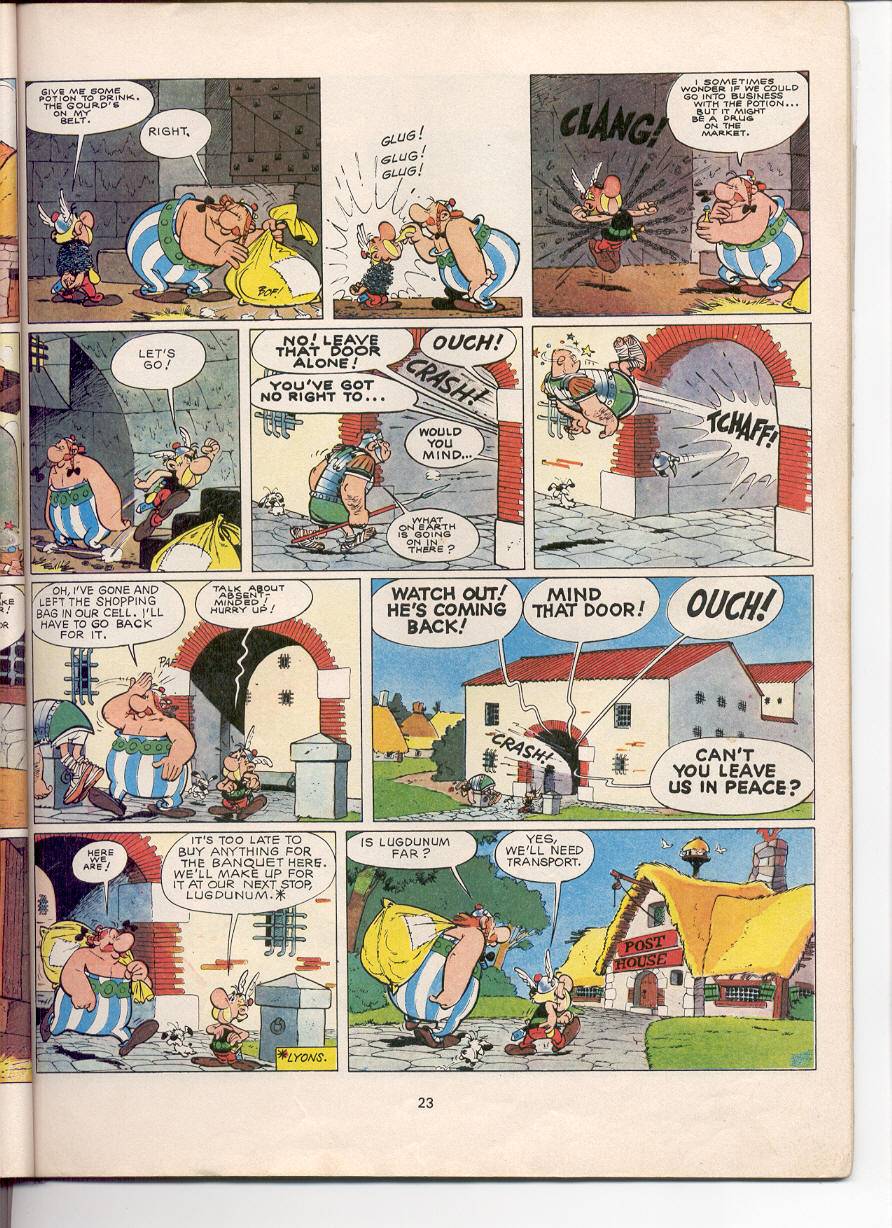 GIVE ME SOME
POTION TO DRINK.
THE GOURD'S
ON MY
BELT.
RIGHT.
BOF!
GLUG!
GLUG!
GLUG!
CLANG!
I SOMETIMES
WONDER IF WE COULD
GO INTO BUSINESS
WITH THE POTION...
BUT IT MIGHT
BE A DRUG
ON THE
MARKET.
LET'S
GO!
NO! LEAVE
THAT DOOR
ALONE!
OUCH!
CRASH!
YOU'VE GOT
NO RIGHT TO...
WOULD
YOU
MIND...
WHAT
ON EARTH
IS GOING
ON IN
THERE?
TCHAFF!
OH, I'VE GONE AND
LEFT THE SHOPPING
BAG IN OUR CELL. I'LL
HAVE TO GO BACK
FOR IT.
PAF
TALK ABOUT
ABSENT-
MINDED!
HURRY UP!
WATCH OUT!
HE'S COMING
BACK!
MIND
THAT DOOR!
OUCH!
CRASH!
CAN'T
YOU LEAVE
US IN PEACE?
HERE
WE
ARE!
IT'S TOO LATE TO
BUY ANYTHING FOR
THE BANQUET HERE.
WE'LL MAKE UP FOR
IT AT OUR NEXT STOP,
LUGDUNUM.*
*LYONS.
IS LUGDUNUM
FAR?
YES,
WE'LL NEED
TRANSPORT.
POST
HOUSE
23